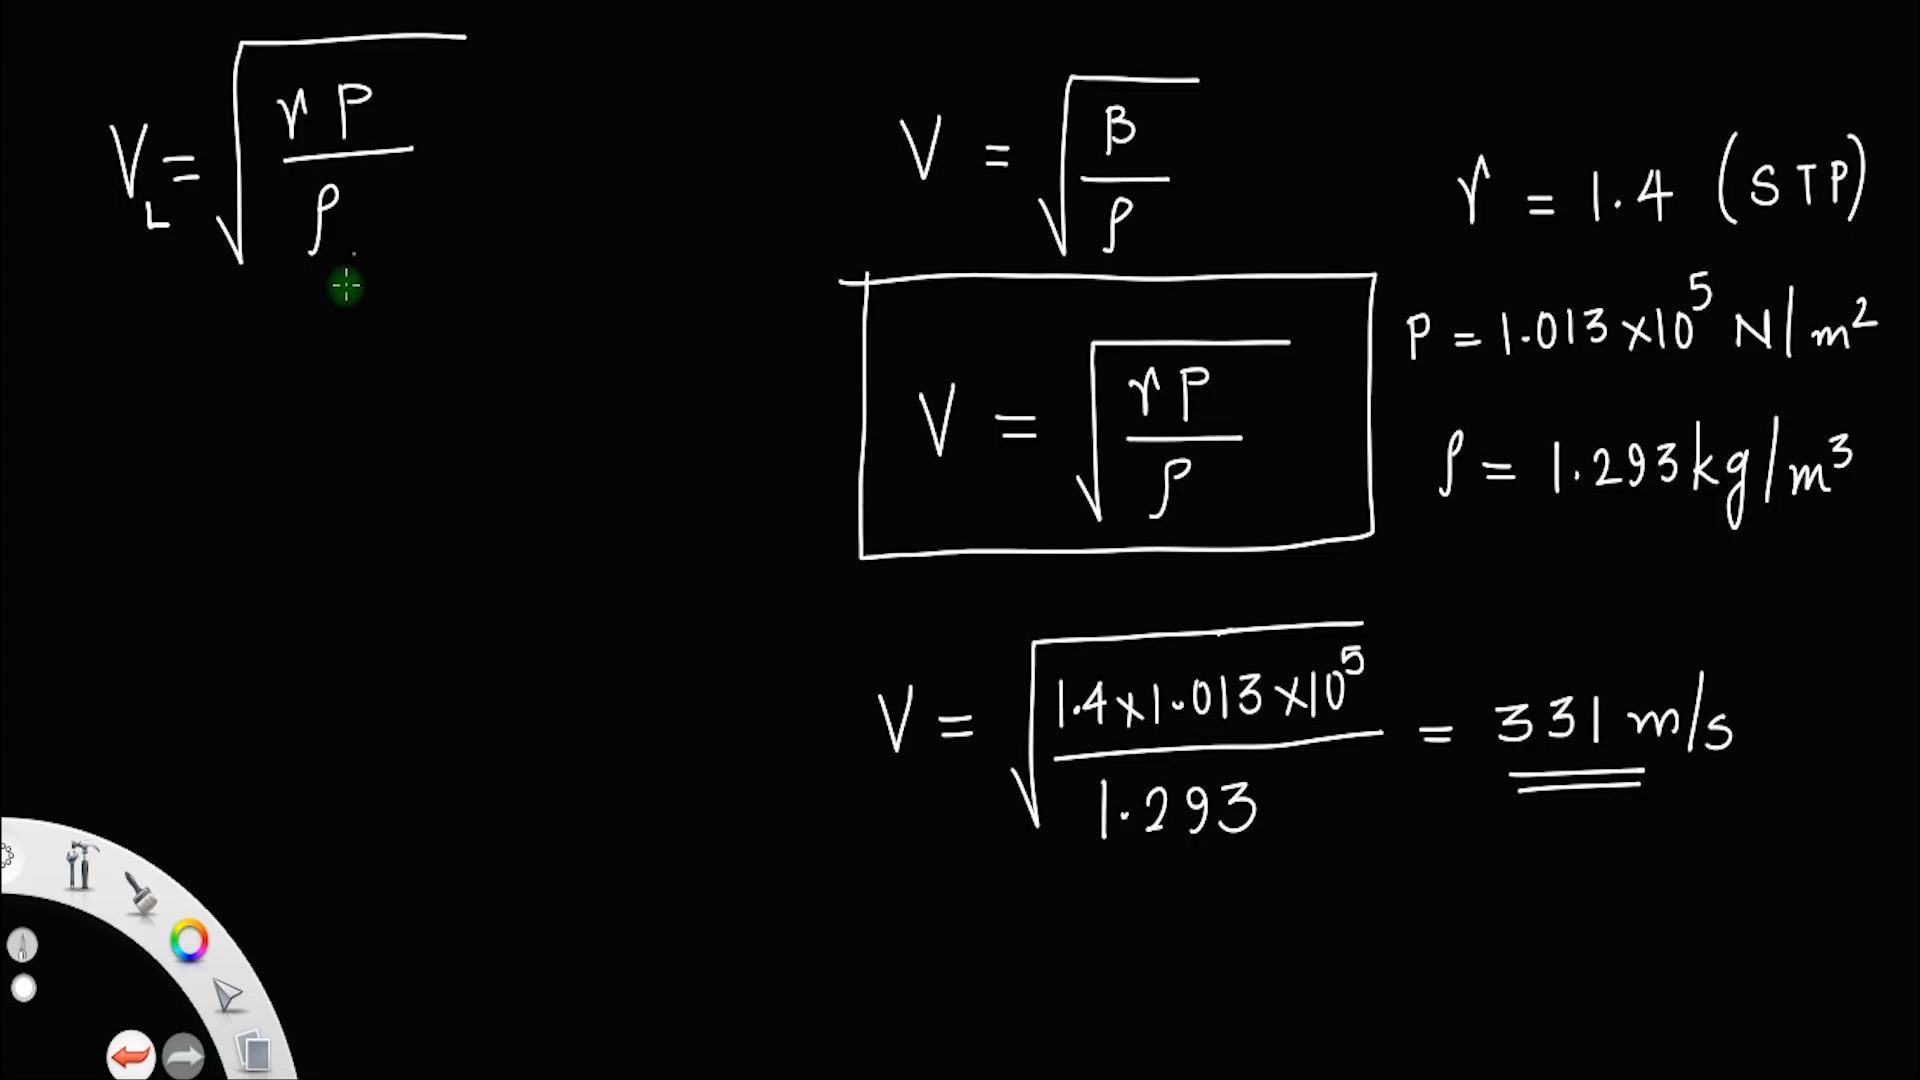 V_L = √(γP/ρ)
V = √(β/ρ)
V = √(γP/ρ)
γ = 1.4 (STP)
P = 1.013 × 10⁵ N/m²
ρ = 1.293 kg/m³
V = √(1.4 × 1.013 × 10⁵/1.293) = 331 m/s